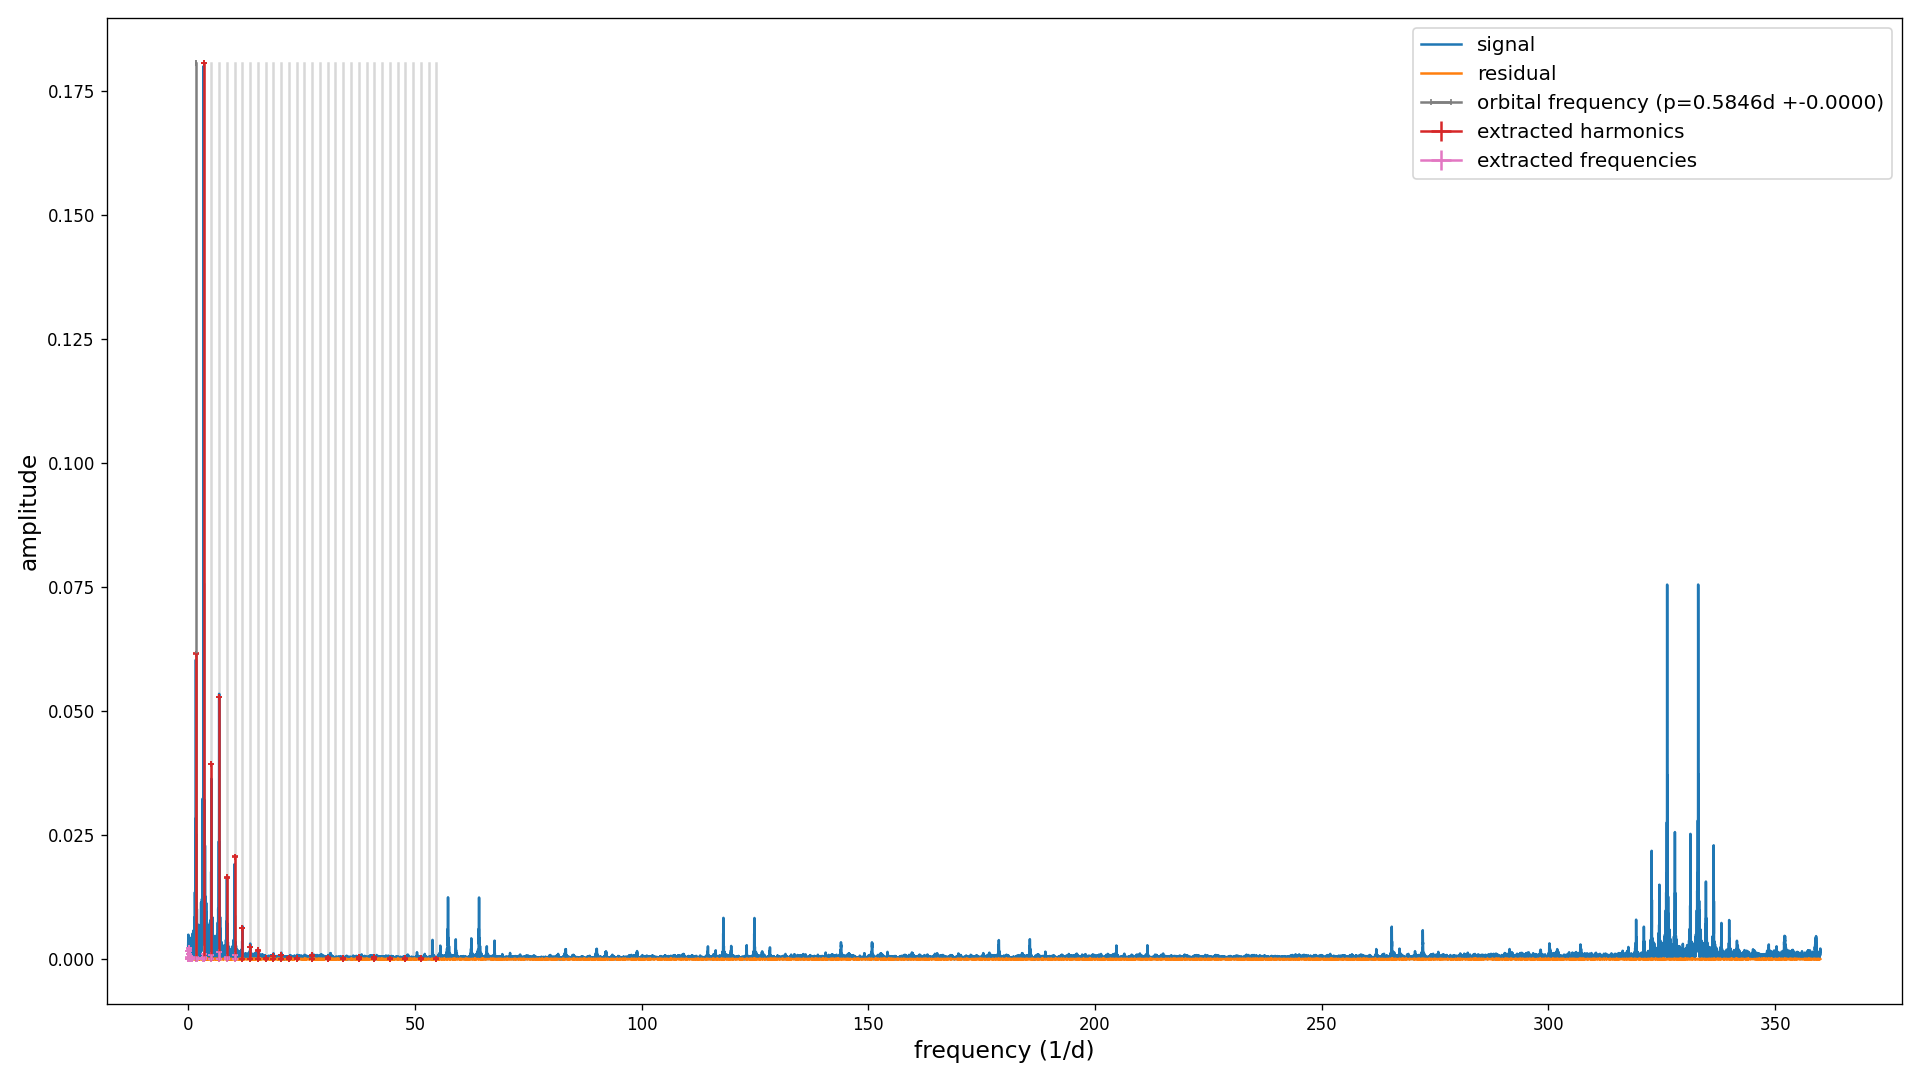 signal
residual
orbital frequency (p=0.5846d +-0.0000)
extracted harmonics
extracted frequencies
0.175
0.150
0.125
0.100
0.075
0.050
0.025
0.000
amplitude
0 50 100 150 200 250 300 350
frequency (1/d)